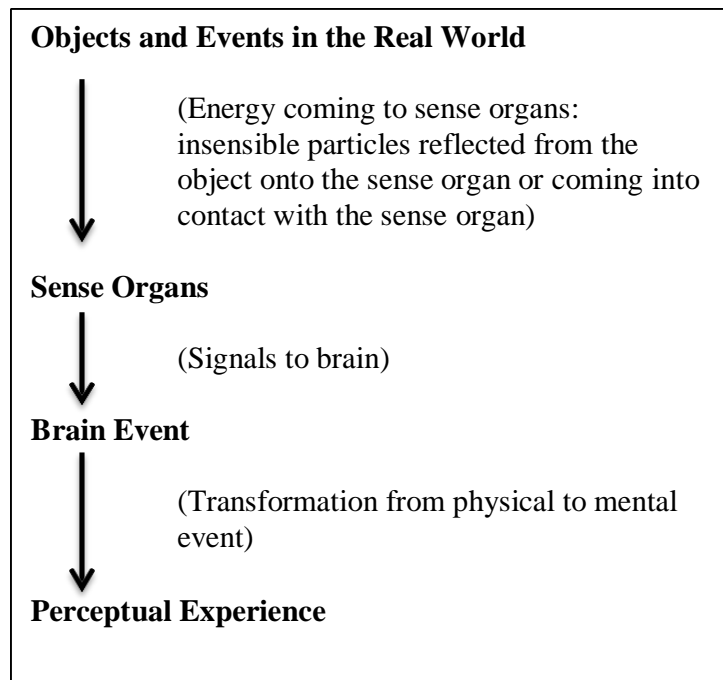 Objects and Events in the Real World
(Energy coming to sense organs:
insensible particles reflected from the
object onto the sense organ or coming into
contact with the sense organ)
Sense Organs
(Signals to brain)
Brain Event
(Transformation from physical to mental
event)
Perceptual Experience